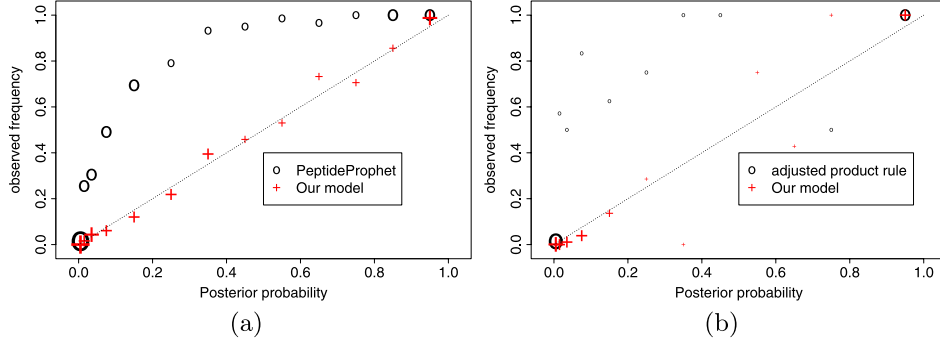 1.0
0.8
0.6
0.4
0.2
0.0
observed frequency
PeptideProphet
Our model
0.0 0.2 0.4 0.6 0.8 1.0
Posterior probability
(a)
1.0
0.8
0.6
0.4
0.2
0.0
observed frequency
adjusted product rule
Our model
0.0 0.2 0.4 0.6 0.8 1.0
Posterior probability
(b)